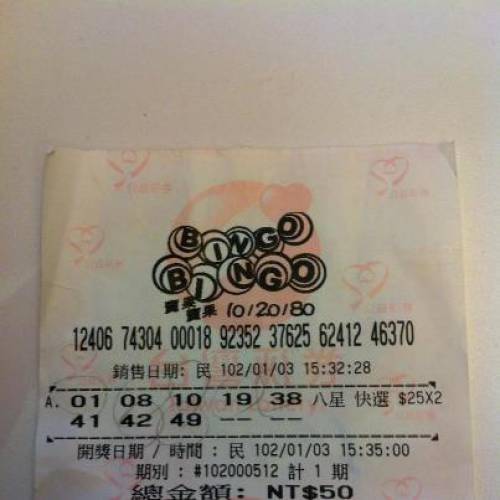 BINGO
BINGO
賓果
賓果 10/20/80
12406 74304 00018 92352 37625 62412 46370
銷售日期: 民 102/01/03 15:32:28
A. 01 08 10 19 38 八星 快選 $25X2
41 42 49 -- --
開獎日期 / 時間 : 民 102/01/03 15:35:00
期別 : #102000512 計 1 期
總金額: NT$50